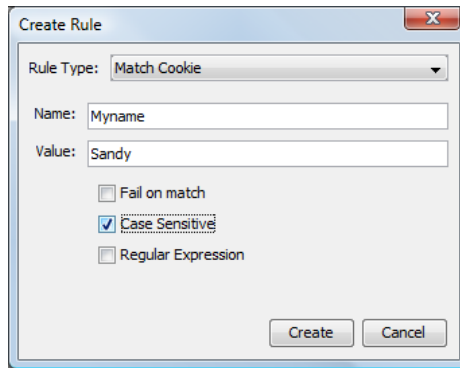 Create Rule
Rule Type: Match Cookie
Name: Myname
Value: Sandy
Fail on match
Case Sensitive
Regular Expression
Create Cancel